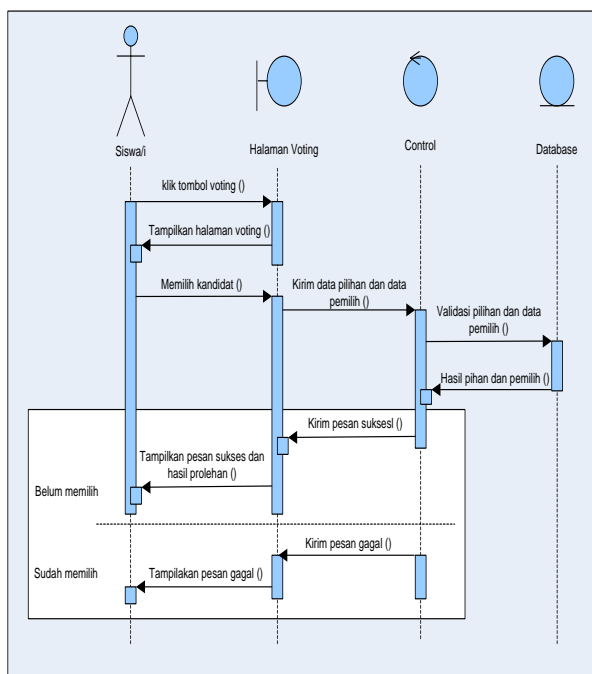 Siswa/i
Halaman Voting
Control
Database
klik tombol voting ()
Tampilkan halaman voting ()
Memilih kandidat ()
Kirim data pilihan dan data
pemilih ()
Validasi pilihan dan data
pemilih ()
Hasil pihan dan pemilih ()
Kirim pesan suksesl ()
Tampilkan pesan sukses dan
hasil prolehan ()
Belum memilih
Kirim pesan gagal ()
Sudah memilih
Tampilakan pesan gagal ()